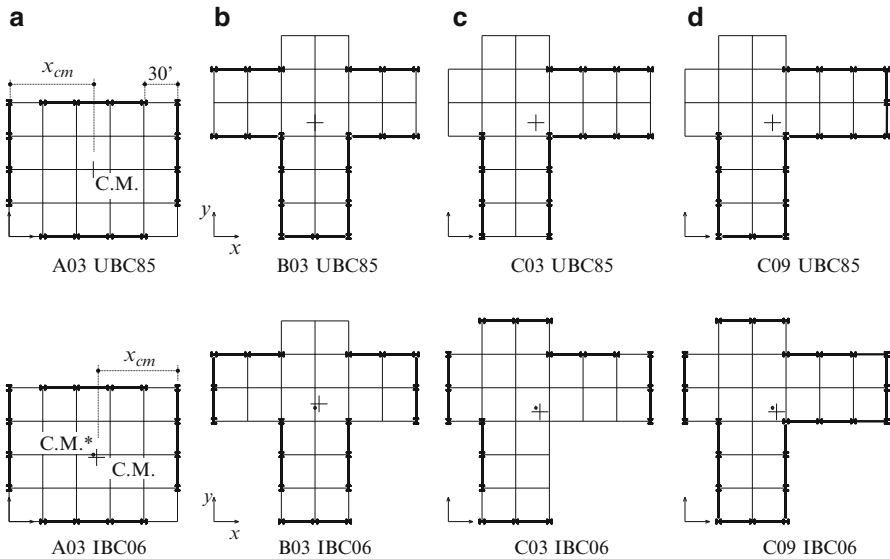 a b c d
x_cm 30'
C.M.
y
x
A03 UBC85 B03 UBC85 C03 UBC85 C09 UBC85
x_cm
C.M.*
C.M.
y
x
A03 IBC06 B03 IBC06 C03 IBC06 C09 IBC06